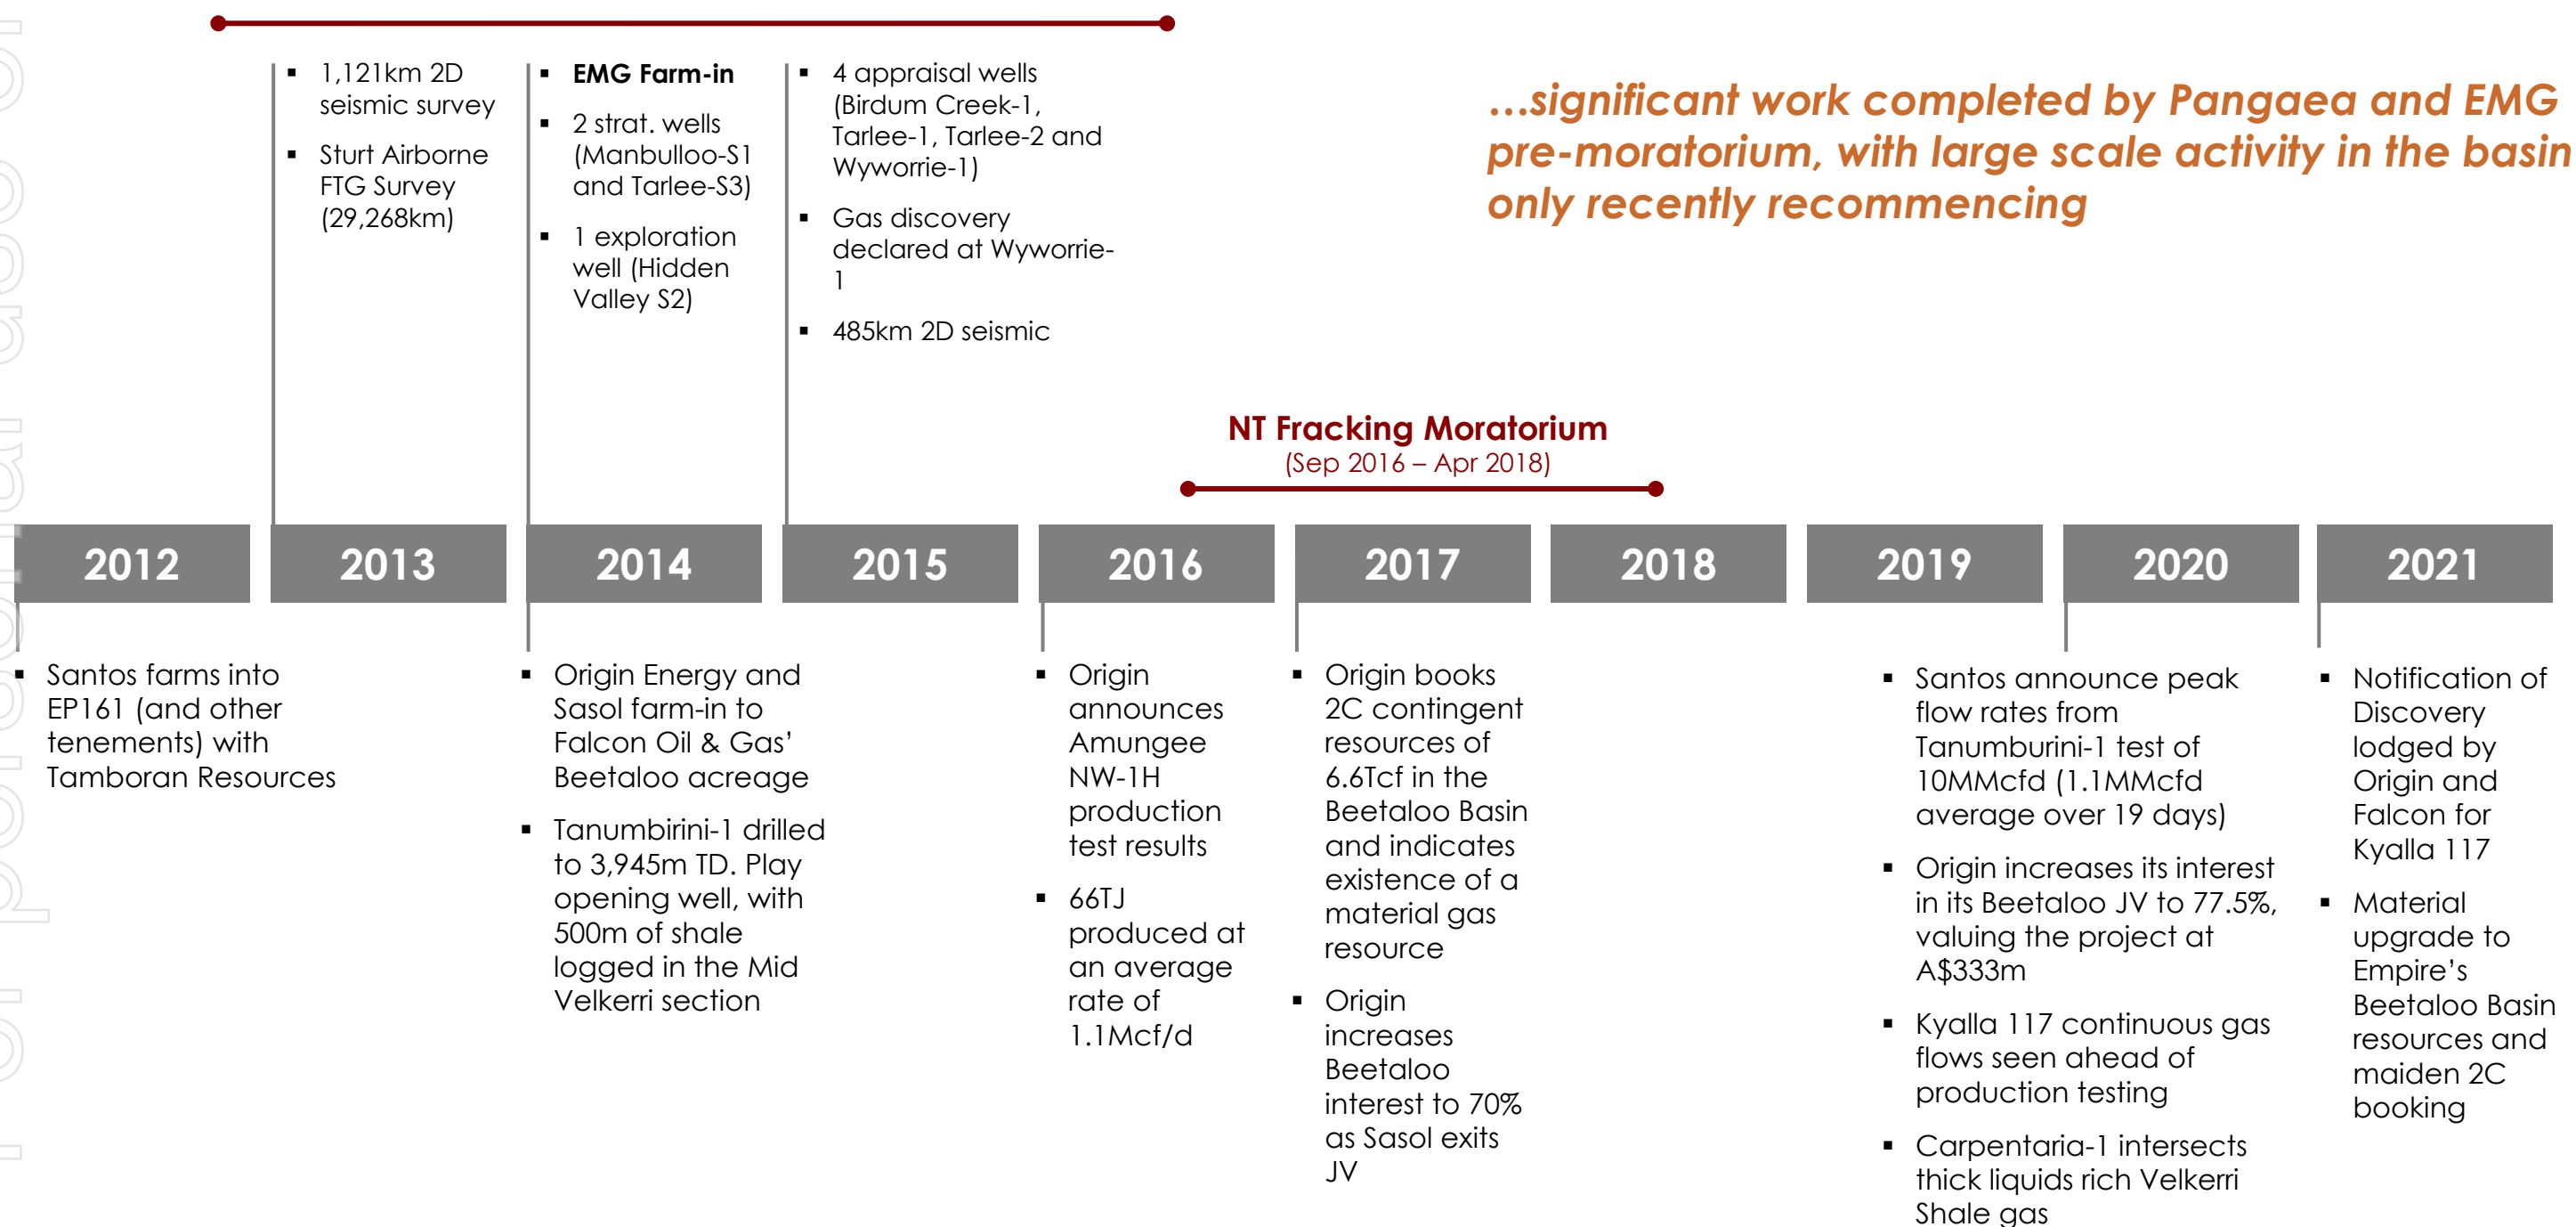 1,121km 2D
seismic survey
Sturt Airborne
FTG Survey
(29,268km)
EMG Farm-in
2 strat. wells
(Manbulloo-S1
and Tarlee-S3)
1 exploration
well (Hidden
Valley S2)
4 appraisal wells
(Birdum Creek-1,
Tarlee-1, Tarlee-2 and
Wyworrie-1)
Gas discovery
declared at Wyworrie-
1
485km 2D seismic
...significant work completed by Pangaea and EMG
pre-moratorium, with large scale activity in the basin
only recently recommencing
NT Fracking Moratorium
(Sep 2016 – Apr 2018)
2012
2013
2014
2015
2016
2017
2018
2019
2020
2021
Santos farms into
EP161 (and other
tenements) with
Tamboran Resources
Origin Energy and
Sasol farm-in to
Falcon Oil & Gas’
Beetaloo acreage
Tanumbirini-1 drilled
to 3,945m TD. Play
opening well, with
500m of shale
logged in the Mid
Velkerri section
Origin
announces
Amungee
NW-1H
production
test results
66TJ
produced at
an average
rate of
1.1Mcf/d
Origin books
2C contingent
resources of
6.6Tcf in the
Beetaloo Basin
and indicates
existence of a
material gas
resource
Origin
increases
Beetaloo
interest to 70%
as Sasol exits
JV
Santos announce peak
flow rates from
Tanumburini-1 test of
10MMcfd (1.1MMcfd
average over 19 days)
Origin increases its interest
in its Beetaloo JV to 77.5%,
valuing the project at
A$333m
Kyalla 117 continuous gas
flows seen ahead of
production testing
Carpentaria-1 intersects
thick liquids rich Velkerri
Shale gas
Notification of
Discovery
lodged by
Origin and
Falcon for
Kyalla 117
Material
upgrade to
Empire’s
Beetaloo Basin
resources and
maiden 2C
booking